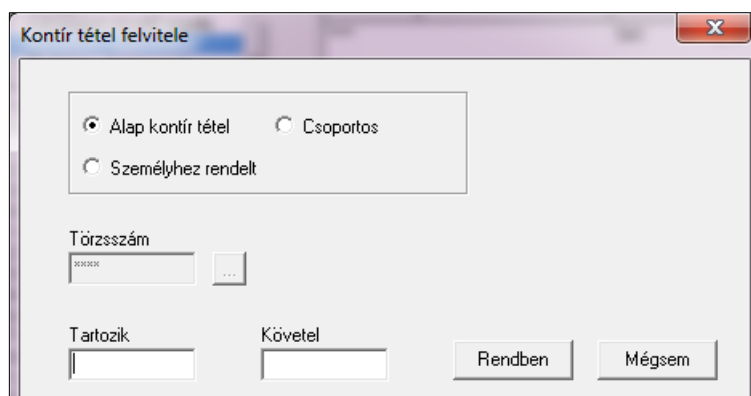 Kontír tétel felvitele
Alap kontír tétel Csoportos
Személyhez rendelt
Törzsszám
**** ...
Tartozik Követel
Rendben Mégsem